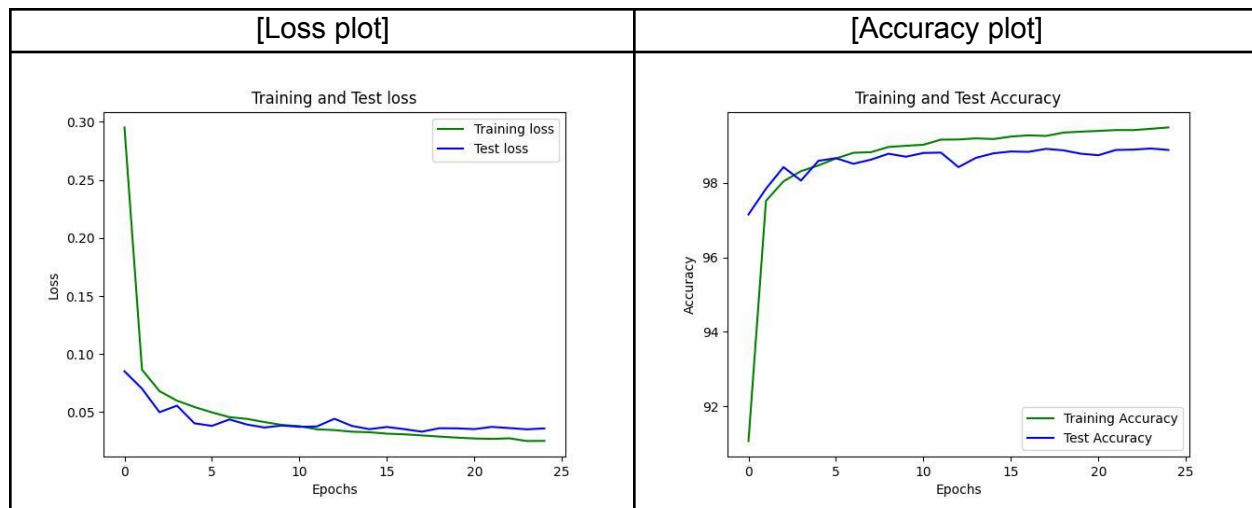 [Loss plot]
[Accuracy plot]
Training and Test loss
Training loss
Test loss
0.30
0.25
0.20
0.15
0.10
0.05
Loss
0
5
10
15
20
25
Epochs
Training and Test Accuracy
98
96
94
92
Accuracy
Training Accuracy
Test Accuracy
0
5
10
15
20
25
Epochs